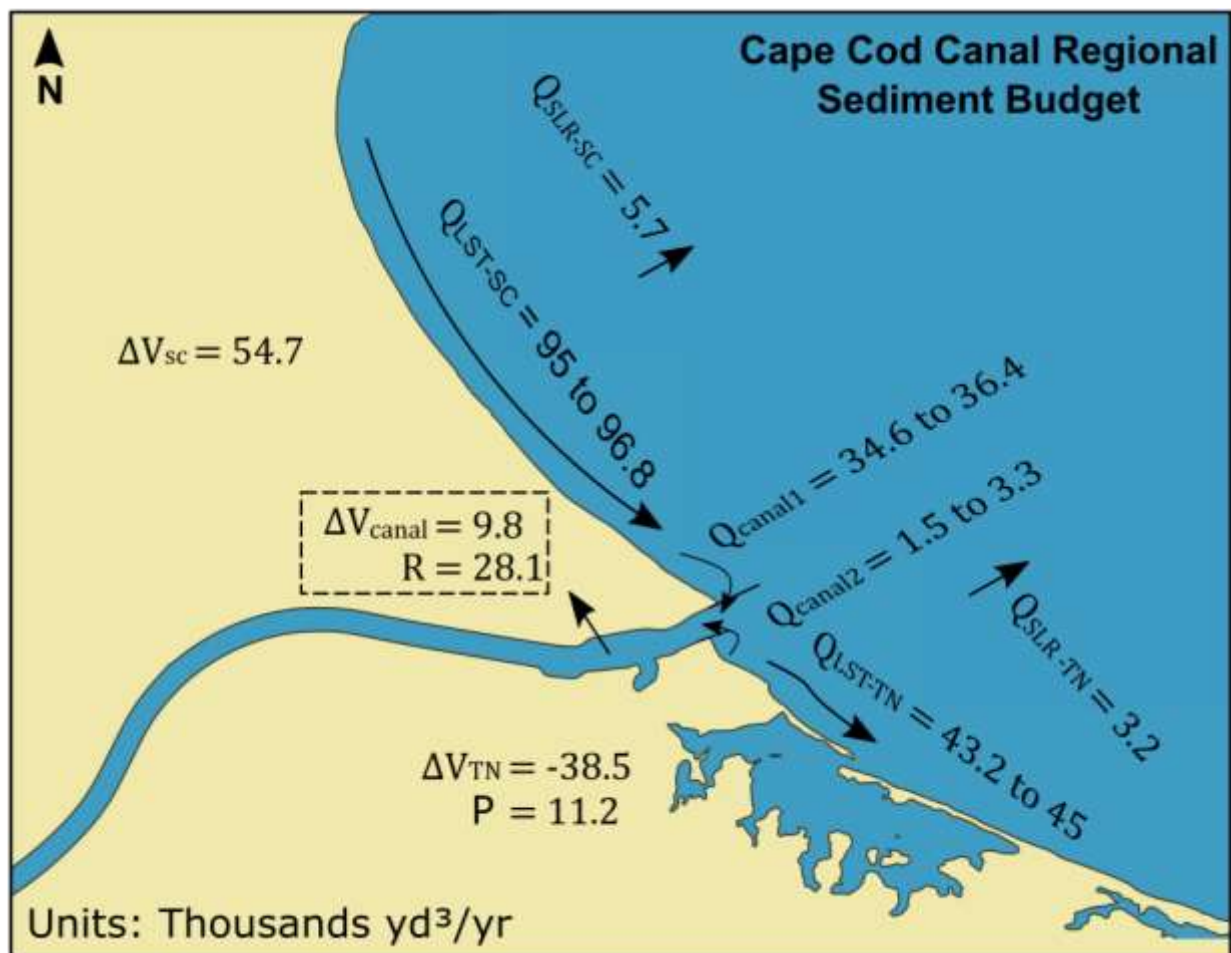 Cape Cod Canal Regional
Sediment Budget
N
QSLR-SC = 5.7
QLST-SC = 95 to 96.8
ΔVsc = 54.7
Qcanal1 = 34.6 to 36.4
ΔVcanal = 9.8
R = 28.1
Qcanal2 = 1.5 to 3.3
QSLR-TN = 3.2
QLST-TN = 43.2 to 45
ΔVTN = -38.5
P = 11.2
Units: Thousands yd³/yr